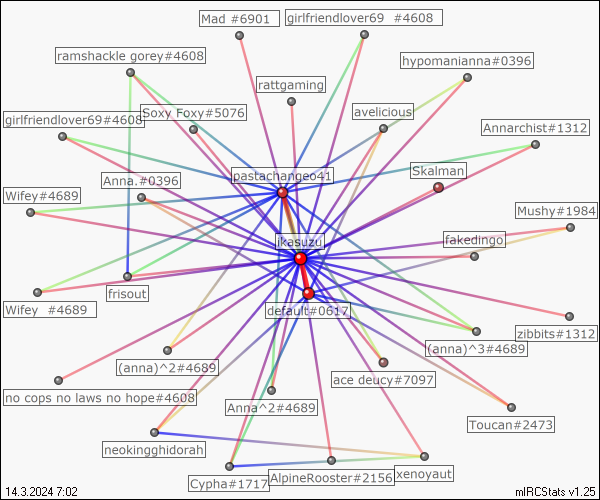 Mad #6901
girlfriendlover69 #4608
ramshackle gorey#4608
hypomanianna#0396
rattgaming
Soxy Foxy#5076
avelicious
girlfriendlover69#4608
Annarchist#1312
pastachangeo41
Skalman
Anna.#0396
Wifey#4689
Mushy#1984
ikasuzu
fakedingo
frisout
Wifey #4689
default#0617
zibbits#1312
(anna)^3#4689
(anna)^2#4689
ace deucy#7097
no cops no laws no hope#4608
Anna^2#4689
Toucan#2473
neokingghidorah
xenoyaut
AlpineRooster#2156
Cypha#1717
14.3.2024 7:02
mIRCStats v1.25